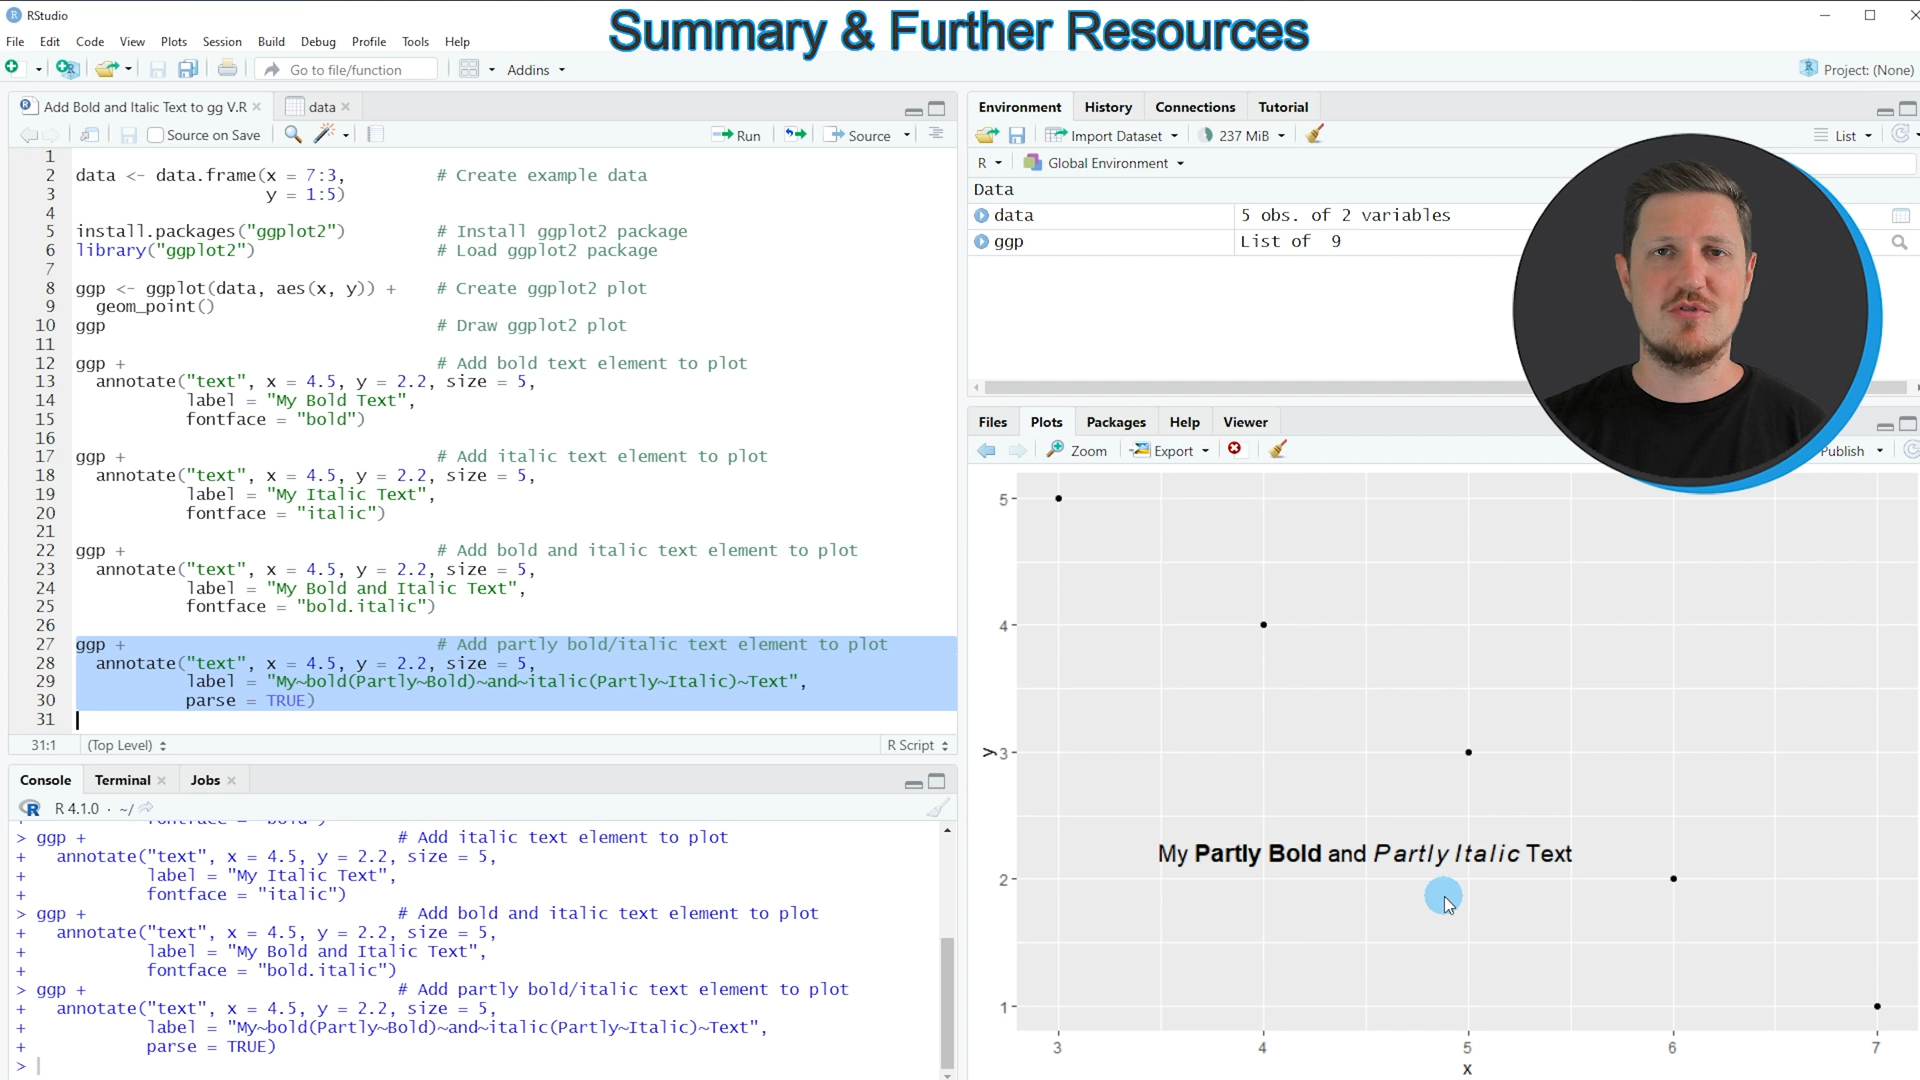 RStudio
Summary & Further Resources
File Edit Code View Plots Session Build Debug Profile Tools Help
Go to file/function Addins Project: (None)
Add Bold and Italic Text to gg V.R data
Source on Save Run Source
1
2 data <- data.frame(x = 7:3, # Create example data
3 y = 1:5)
4
5 install.packages("ggplot2") # Install ggplot2 package
6 library("ggplot2") # Load ggplot2 package
7
8 ggp <- ggplot(data, aes(x, y)) + # Create ggplot2 plot
9 geom_point()
10 ggp # Draw ggplot2 plot
11
12 ggp + # Add bold text element to plot
13 annotate("text", x = 4.5, y = 2.2, size = 5,
14 label = "My Bold Text",
15 fontface = "bold")
16
17 ggp + # Add italic text element to plot
18 annotate("text", x = 4.5, y = 2.2, size = 5,
19 label = "My Italic Text",
20 fontface = "italic")
21
22 ggp + # Add bold and italic text element to plot
23 annotate("text", x = 4.5, y = 2.2, size = 5,
24 label = "My Bold and Italic Text",
25 fontface = "bold.italic")
26
27 ggp + # Add partly bold/italic text element to plot
28 annotate("text", x = 4.5, y = 2.2, size = 5,
29 label = "My~bold(Partly~Bold)~and~italic(Partly~Italic)~Text",
30 parse = TRUE)
31
31:1 (Top Level) R Script
Console Terminal Jobs
R 4.1.0 · ~/
> ggp + # Add italic text element to plot
+ annotate("text", x = 4.5, y = 2.2, size = 5,
+ label = "My Italic Text",
+ fontface = "italic")
> ggp + # Add bold and italic text element to plot
+ annotate("text", x = 4.5, y = 2.2, size = 5,
+ label = "My Bold and Italic Text",
+ fontface = "bold.italic")
> ggp + # Add partly bold/italic text element to plot
+ annotate("text", x = 4.5, y = 2.2, size = 5,
+ label = "My~bold(Partly~Bold)~and~italic(Partly~Italic)~Text",
+ parse = TRUE)
>
Environment History Connections Tutorial
Import Dataset 237 MiB List
R Global Environment
Data
data 5 obs. of 2 variables
ggp List of 9
Files Plots Packages Help Viewer
Zoom Export Publish
5
4
y
3
My Partly Bold and Partly Italic Text
2
1
3 4 5 6 7
x